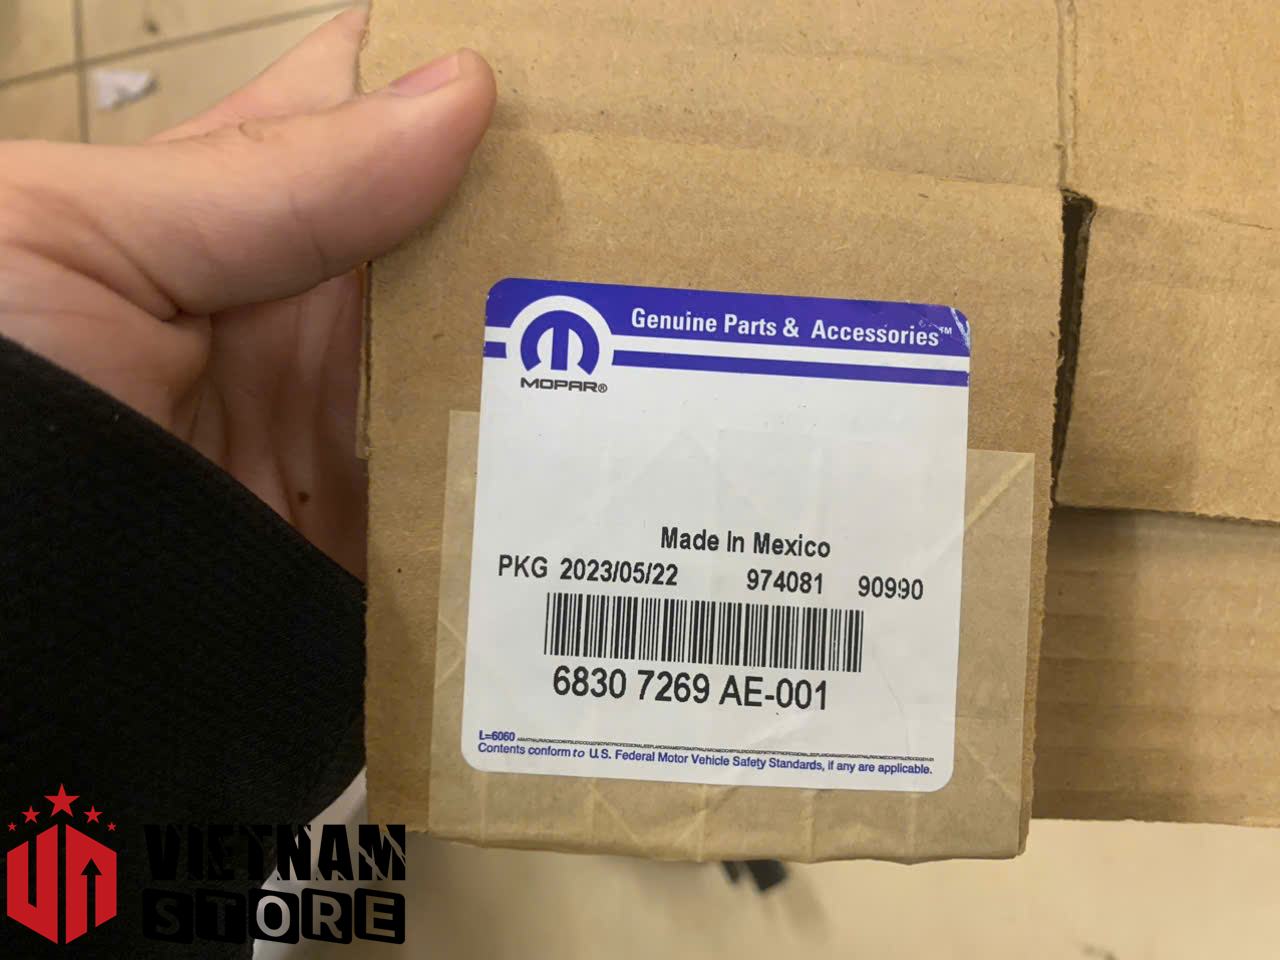 Genuine Parts & Accessories™
MOPAR®
Made In Mexico
PKG 2023/05/22 974081 90990
6830 7269 AE-001
L=6060
Contents conform to U.S. Federal Motor Vehicle Safety Standards, if any are applicable.
VIETNAM
STORE